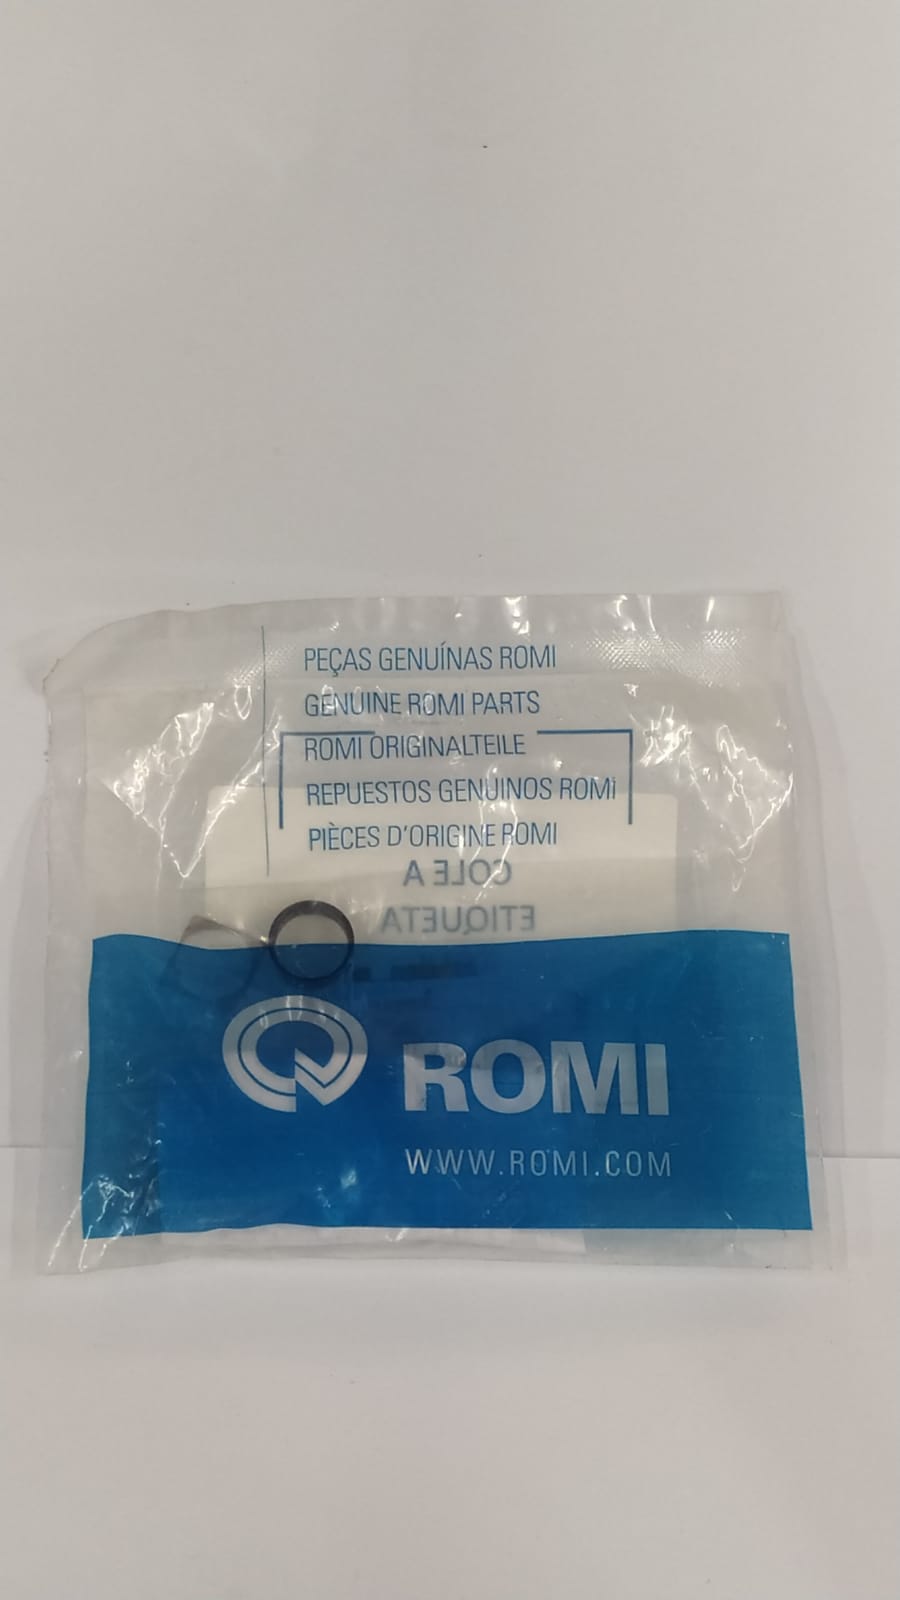 PEÇAS GENUÍNAS ROMI
GENUINE ROMI PARTS
ROMI ORIGINALTEILE
REPUESTOS GENUINOS ROMI
PIÈCES D'ORIGINE ROMI
COLE A
ETIQUETA
ROMI
WWW.ROMI.COM